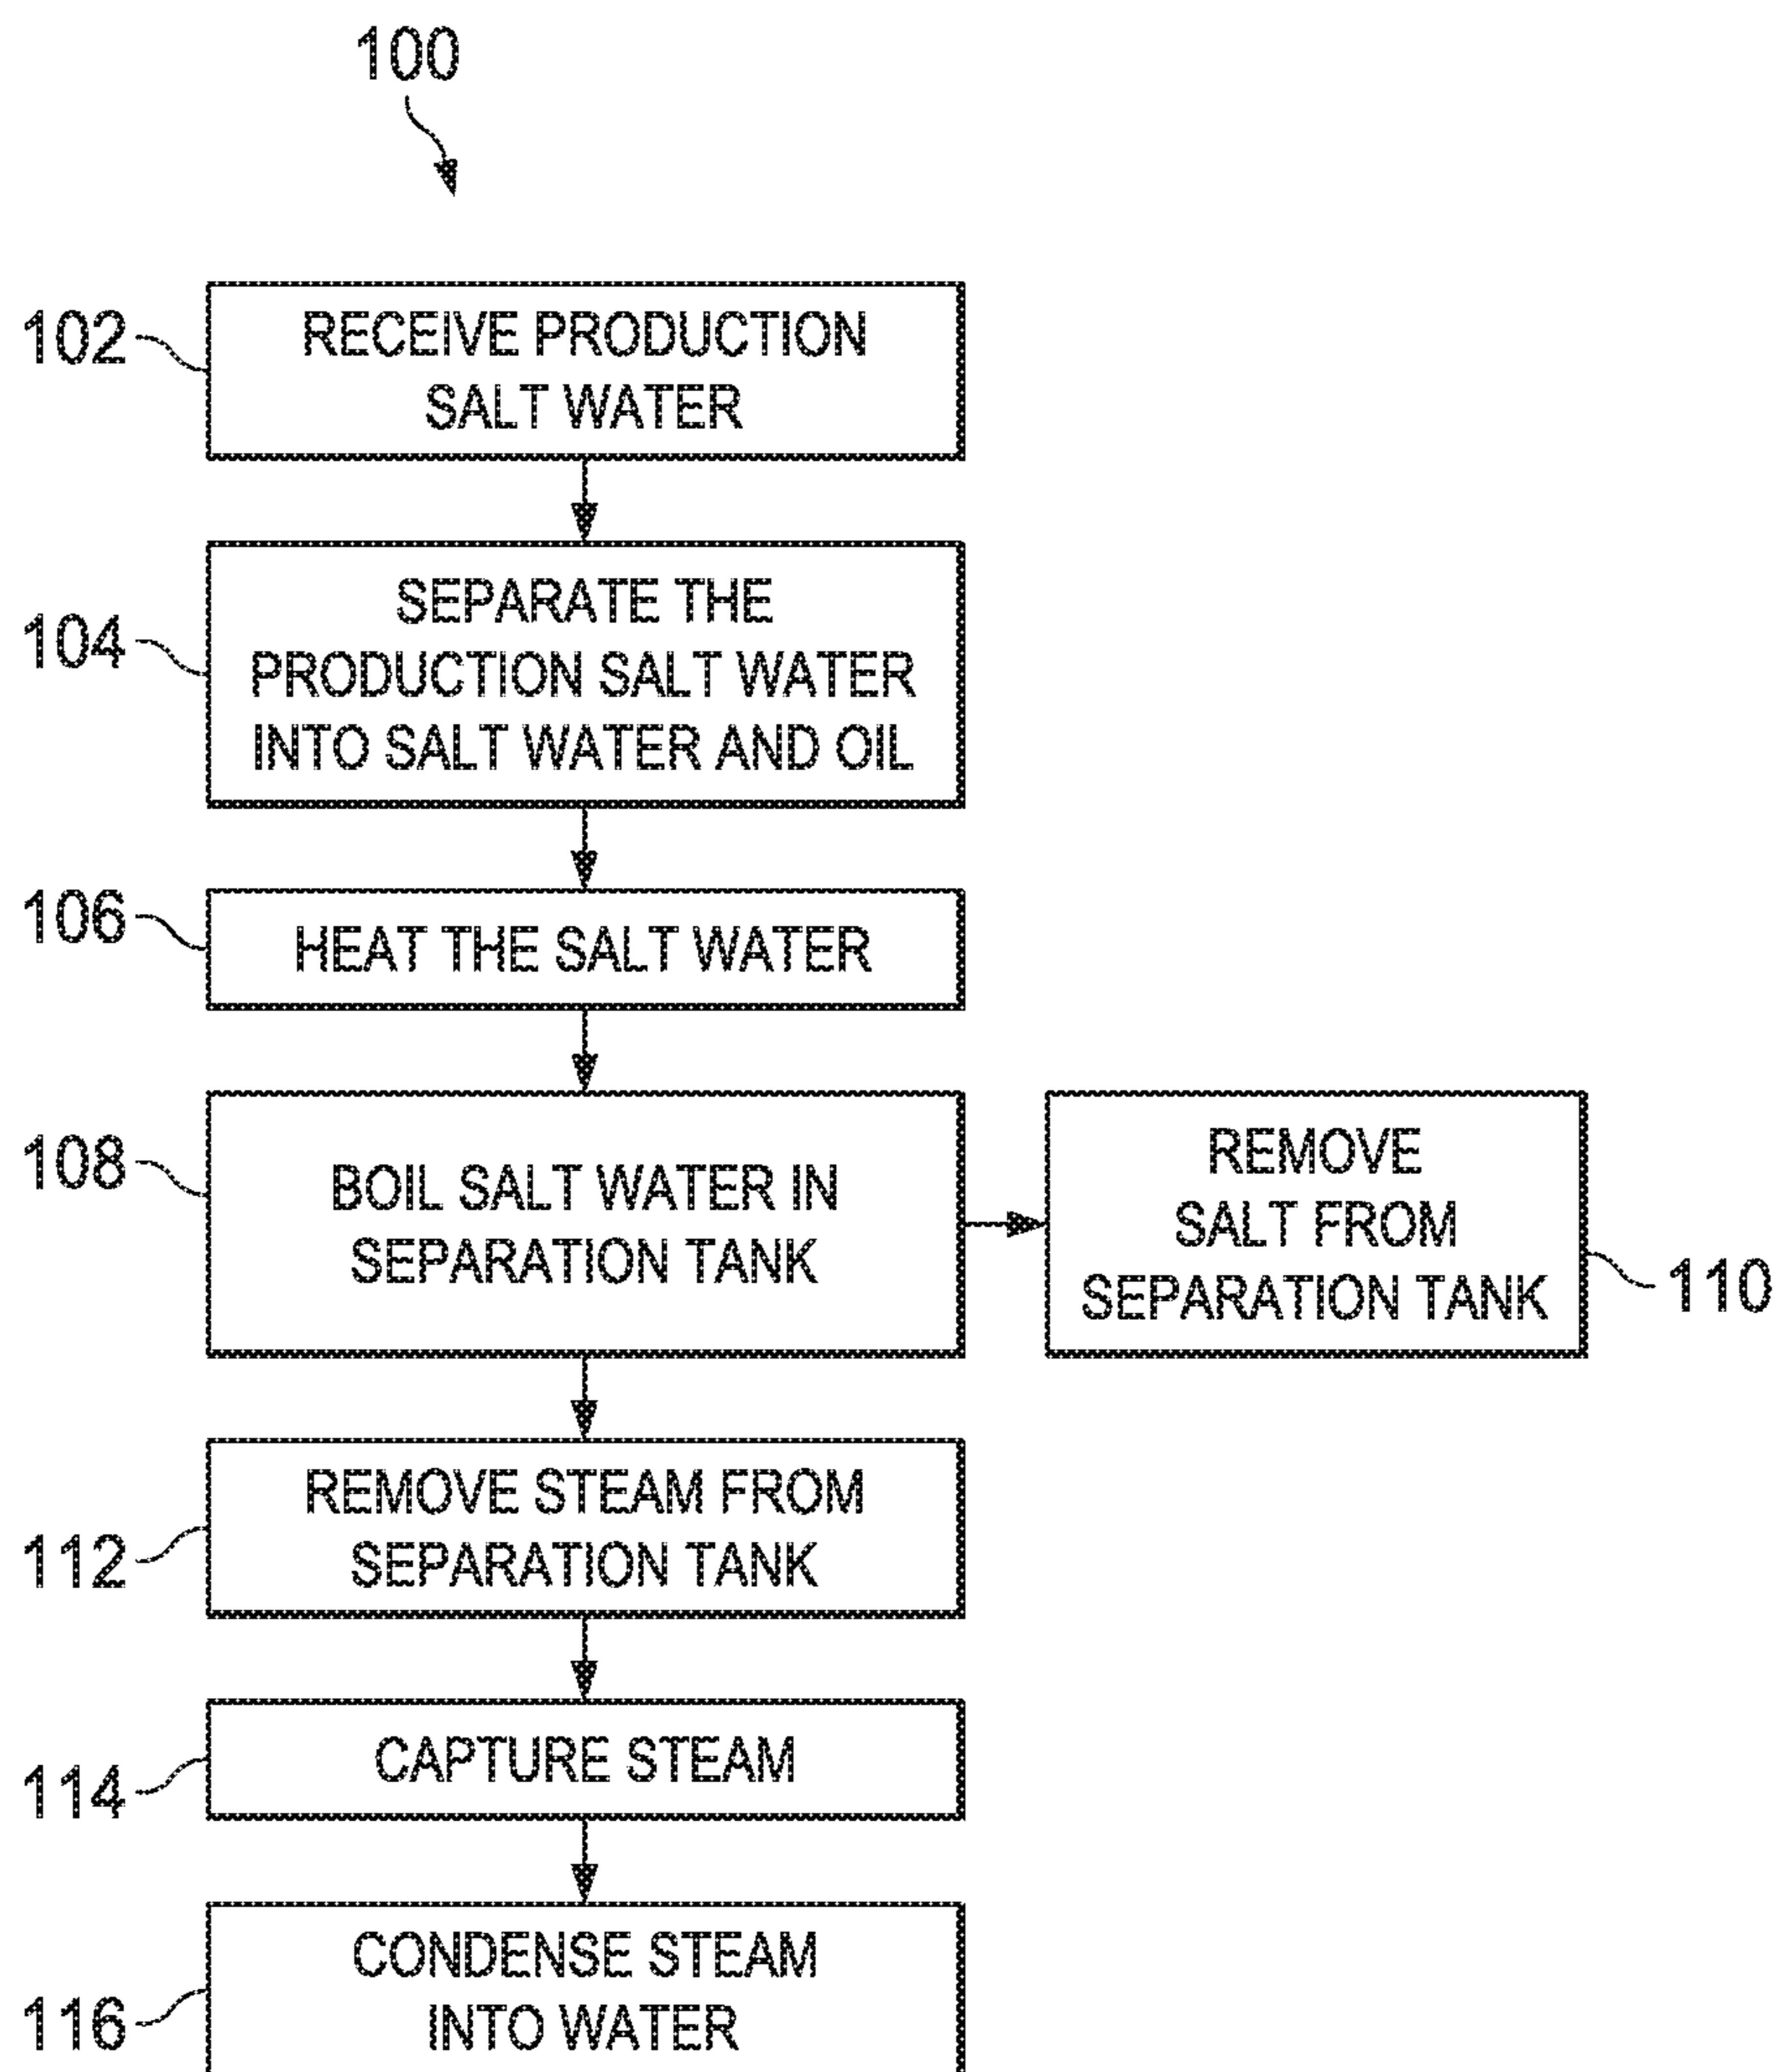 100
102
RECEIVE PRODUCTION
SALT WATER
104
SEPARATE THE
PRODUCTION SALT WATER
INTO SALT WATER AND OIL
106
HEAT THE SALT WATER
108
BOIL SALT WATER IN
SEPARATION TANK
REMOVE
SALT FROM
SEPARATION TANK
110
REMOVE STEAM FROM
SEPARATION TANK
112
CAPTURE STEAM
114
CONDENSE STEAM
INTO WATER
116